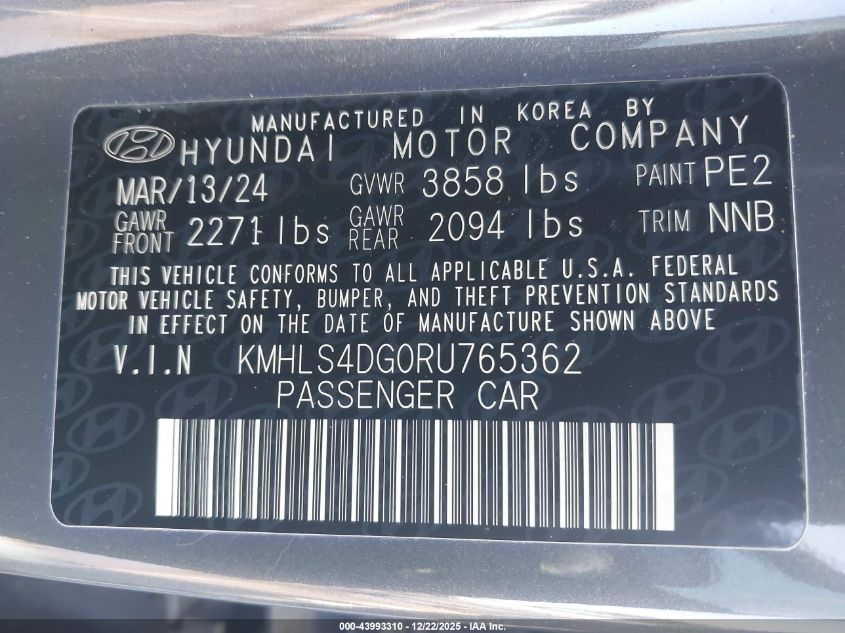 MANUFACTURED IN KOREA BY
HYUNDAI MOTOR COMPANY
MAR/13/24 GVWR 3858 lbs PAINT PE2
GAWR FRONT 2271 lbs GAWR REAR 2094 lbs TRIM NNB
THIS VEHICLE CONFORMS TO ALL APPLICABLE U.S.A. FEDERAL
MOTOR VEHICLE SAFETY, BUMPER, AND THEFT PREVENTION STANDARDS
IN EFFECT ON THE DATE OF MANUFACTURE SHOWN ABOVE
V.I.N KMHLS4DG0RU765362
PASSENGER CAR
000-43993310 - 12/22/2025 - IAA Inc.